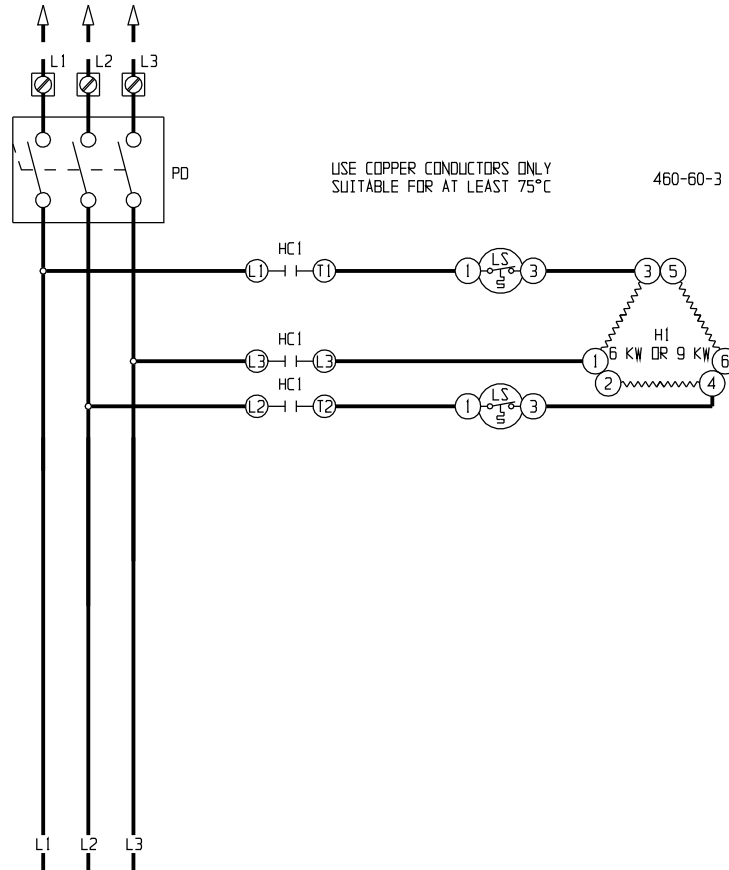 L1 L2 L3
PD
USE COPPER CONDUCTORS ONLY
SUITABLE FOR AT LEAST 75°C
460-60-3
HC1
L1 T1 1 LS 3 3 5
HC1
L3 L3 1
H1
6 KW OR 9 KW 6
2 4
HC1
L2 T2 1 LS 3
L1 L2 L3